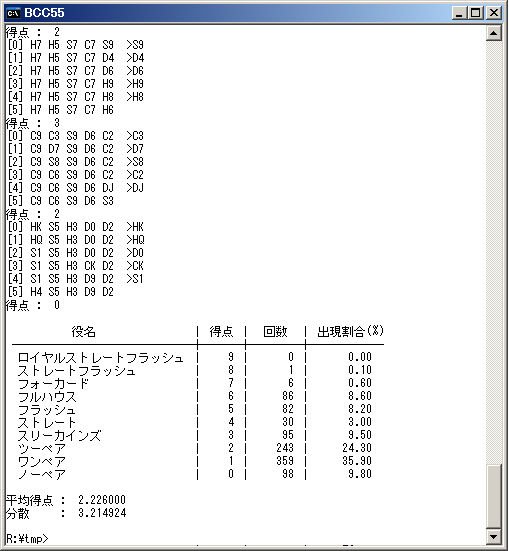 BCC55
得点 : 2
[0] H7 H5 S7 C7 S9 >S9
[1] H7 H5 S7 C7 D4 >D4
[2] H7 H5 S7 C7 D6 >D6
[3] H7 H5 S7 C7 H9 >H9
[4] H7 H5 S7 C7 H8 >H8
[5] H7 H5 S7 C7 H6
得点 : 3
[0] C9 C3 S9 D6 C2 >C3
[1] C9 D7 S9 D6 C2 >D7
[2] C9 S8 S9 D6 C2 >S8
[3] C9 C6 S9 D6 C2 >C2
[4] C9 C6 S9 D6 DJ >DJ
[5] C9 C6 S9 D6 S3
得点 : 2
[0] HK S5 H3 D0 D2 >HK
[1] HQ S5 H3 D0 D2 >HQ
[2] S1 S5 H3 D0 D2 >D0
[3] S1 S5 H3 CK D2 >CK
[4] S1 S5 H3 D9 D2 >S1
[5] H4 S5 H3 D9 D2
得点 : 0
役名 | 得点 | 回数 | 出現割合(%)
ロイヤルストレートフラッシュ | 9 | 0 | 0.00
ストレートフラッシュ | 8 | 1 | 0.10
フォーカード | 7 | 6 | 0.60
フルハウス | 6 | 86 | 8.60
フラッシュ | 5 | 82 | 8.20
ストレート | 4 | 30 | 3.00
スリーカインズ | 3 | 95 | 9.50
ツーペア | 2 | 243 | 24.30
ワンペア | 1 | 359 | 35.90
ノーペア | 0 | 98 | 9.80
平均得点 : 2.226000
分散 : 3.214924
R:\tmp>